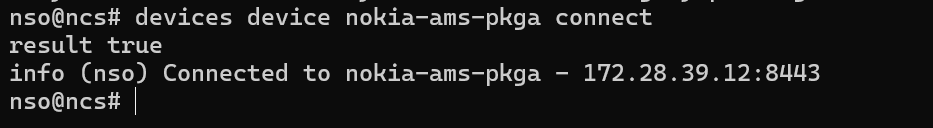 nso@ncs# devices device nokia-ams-pkga connect
result true
info (nso) Connected to nokia-ams-pkga - 172.28.39.12:8443
nso@ncs#